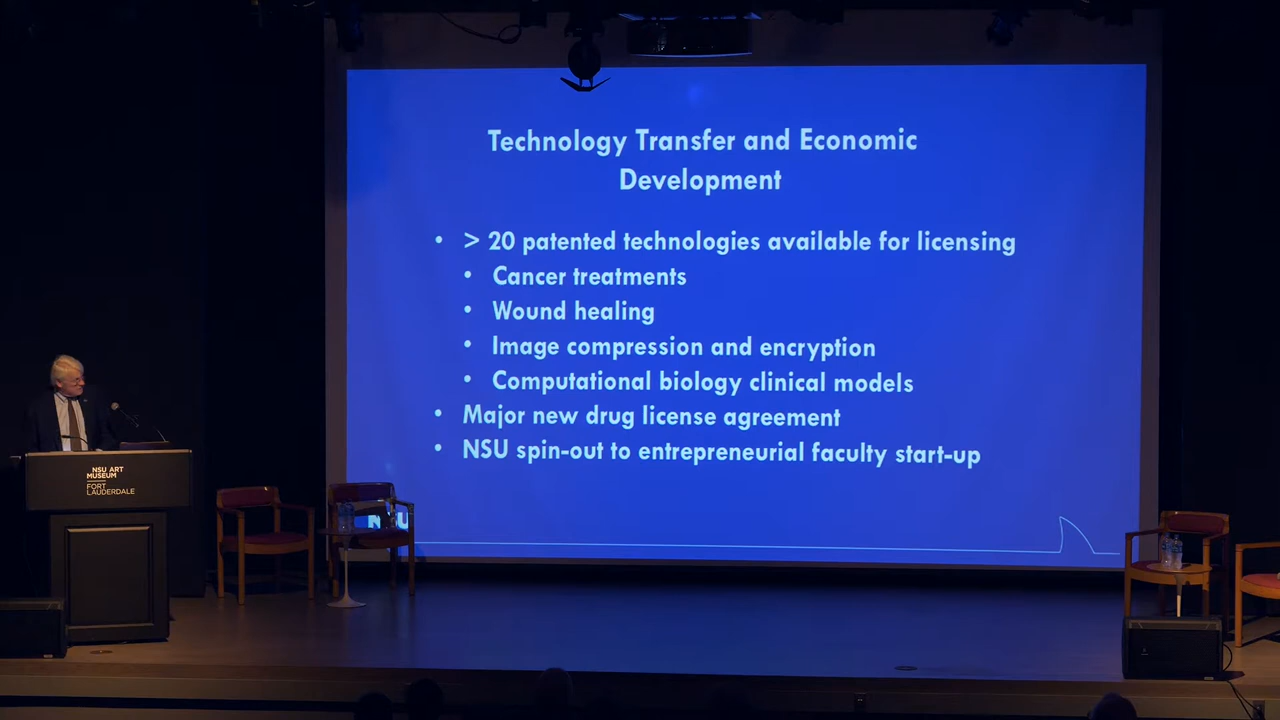 Technology Transfer and Economic
Development
• > 20 patented technologies available for licensing
• Cancer treatments
• Wound healing
• Image compression and encryption
• Computational biology clinical models
• Major new drug license agreement
• NSU spin-out to entrepreneurial faculty start-up
NSU
NSU ART
MUSEUM
FORT
LAUDERDALE